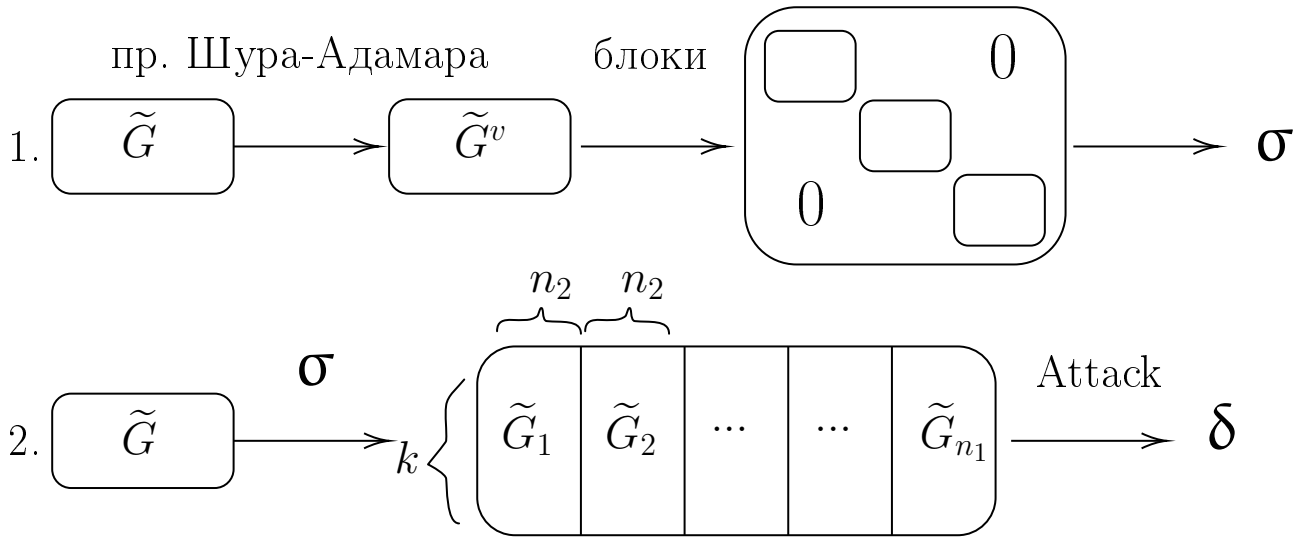 пр. Шура-Адамара
блоки
1. G̃ G̃ᵛ 0 0 σ
n₂ n₂
σ
Attack
2. G̃ k G̃₁ G̃₂ ... ... G̃ₙ₁ δ